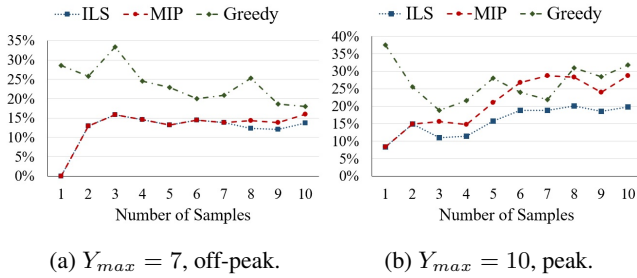 ILS MIP Greedy
35%
30%
25%
20%
15%
10%
5%
0%
1 2 3 4 5 6 7 8 9 10
Number of Samples
(a) Y_max = 7, off-peak.
ILS MIP Greedy
40%
35%
30%
25%
20%
15%
10%
5%
0%
1 2 3 4 5 6 7 8 9 10
Number of Samples
(b) Y_max = 10, peak.